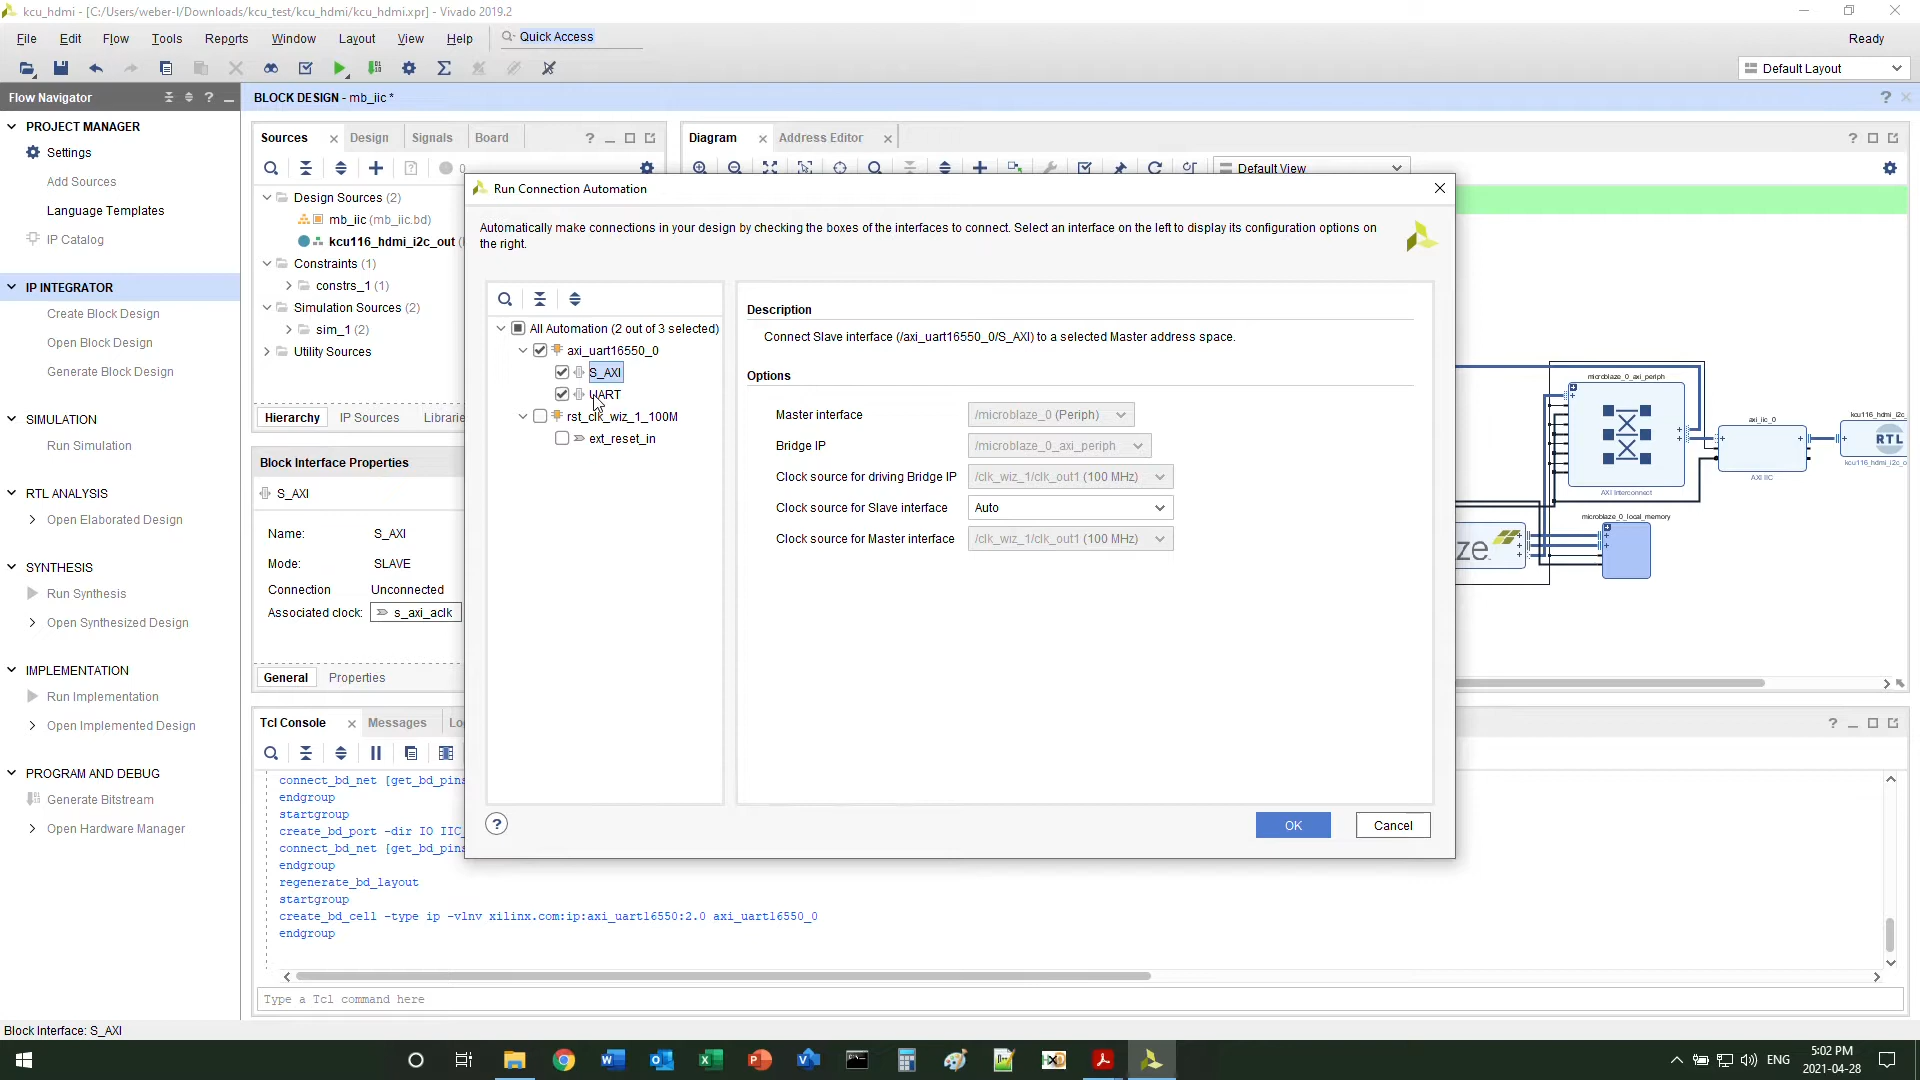 kcu_hdmi - [C:/Users/weber-l/Downloads/kcu_test/kcu_hdmi/kcu_hdmi.xpr] - Vivado 2019.2
File Edit Flow Tools Reports Window Layout View Help Quick Access Ready
Default Layout
Flow Navigator
PROJECT MANAGER
Settings
Add Sources
Language Templates
IP Catalog
IP INTEGRATOR
Create Block Design
Open Block Design
Generate Block Design
SIMULATION
Run Simulation
RTL ANALYSIS
Open Elaborated Design
SYNTHESIS
Run Synthesis
Open Synthesized Design
IMPLEMENTATION
Run Implementation
Open Implemented Design
PROGRAM AND DEBUG
Generate Bitstream
Open Hardware Manager
BLOCK DESIGN - mb_iic *
Sources Design Signals Board
0
Design Sources (2)
mb_iic (mb_iic.bd)
kcu116_hdmi_i2c_out
Constraints (1)
constrs_1 (1)
Simulation Sources (2)
sim_1 (2)
Utility Sources
Hierarchy IP Sources Librarie
Block Interface Properties
S_AXI
Name: S_AXI
Mode: SLAVE
Connection Unconnected
Associated clock: s_axi_aclk
General Properties
Diagram Address Editor
Default View
Run Connection Automation
Automatically make connections in your design by checking the boxes of the interfaces to connect. Select an interface on the left to display its configuration options on
the right.
All Automation (2 out of 3 selected)
axi_uart16550_0
S_AXI
UART
rst_clk_wiz_1_100M
ext_reset_in
Description
Connect Slave interface (/axi_uart16550_0/S_AXI) to a selected Master address space.
Options
Master interface /microblaze_0 (Periph)
Bridge IP /microblaze_0_axi_periph
Clock source for driving Bridge IP /clk_wiz_1/clk_out1 (100 MHz)
Clock source for Slave interface Auto
Clock source for Master interface /clk_wiz_1/clk_out1 (100 MHz)
OK Cancel
microblaze_0_axi_periph
AXI Interconnect
axi_iic_0
AXI IIC
kcu116_hdmi_i2c
RTL
kcu116_hdmi_i2c_o
ze
microblaze_0_local_memory
Tcl Console Messages Lo
connect_bd_net [get_bd_pins
endgroup
startgroup
create_bd_port -dir IO IIC_
connect_bd_net [get_bd_pins
endgroup
regenerate_bd_layout
startgroup
create_bd_cell -type ip -vlnv xilinx.com:ip:axi_uart16550:2.0 axi_uart16550_0
endgroup
Type a Tcl command here
Block Interface: S_AXI
ENG
5:02 PM
2021-04-28